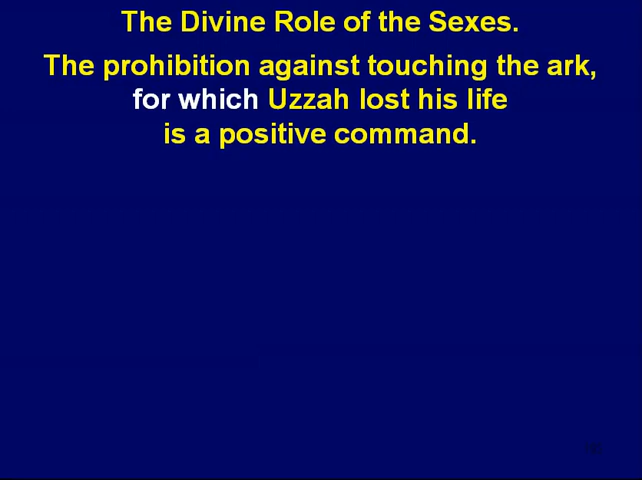 The Divine Role of the Sexes.
The prohibition against touching the ark,
for which Uzzah lost his life
is a positive command.